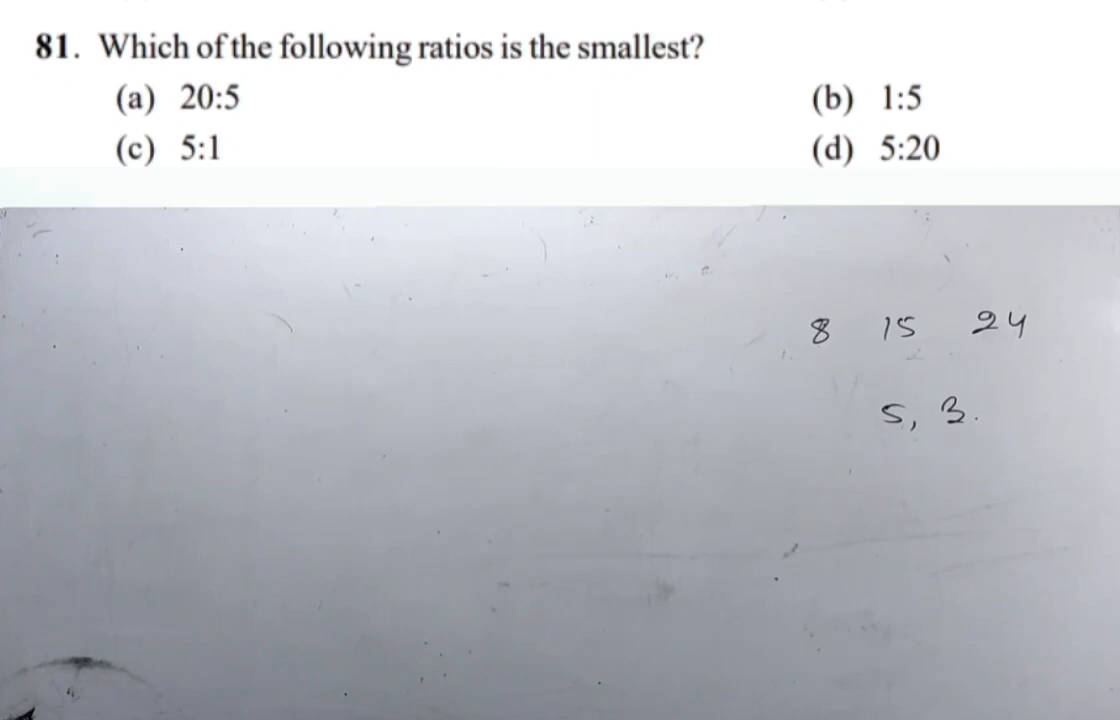 81. Which of the following ratios is the smallest?
(a) 20:5 (b) 1:5
(c) 5:1 (d) 5:20
8 15 24
5, 3.